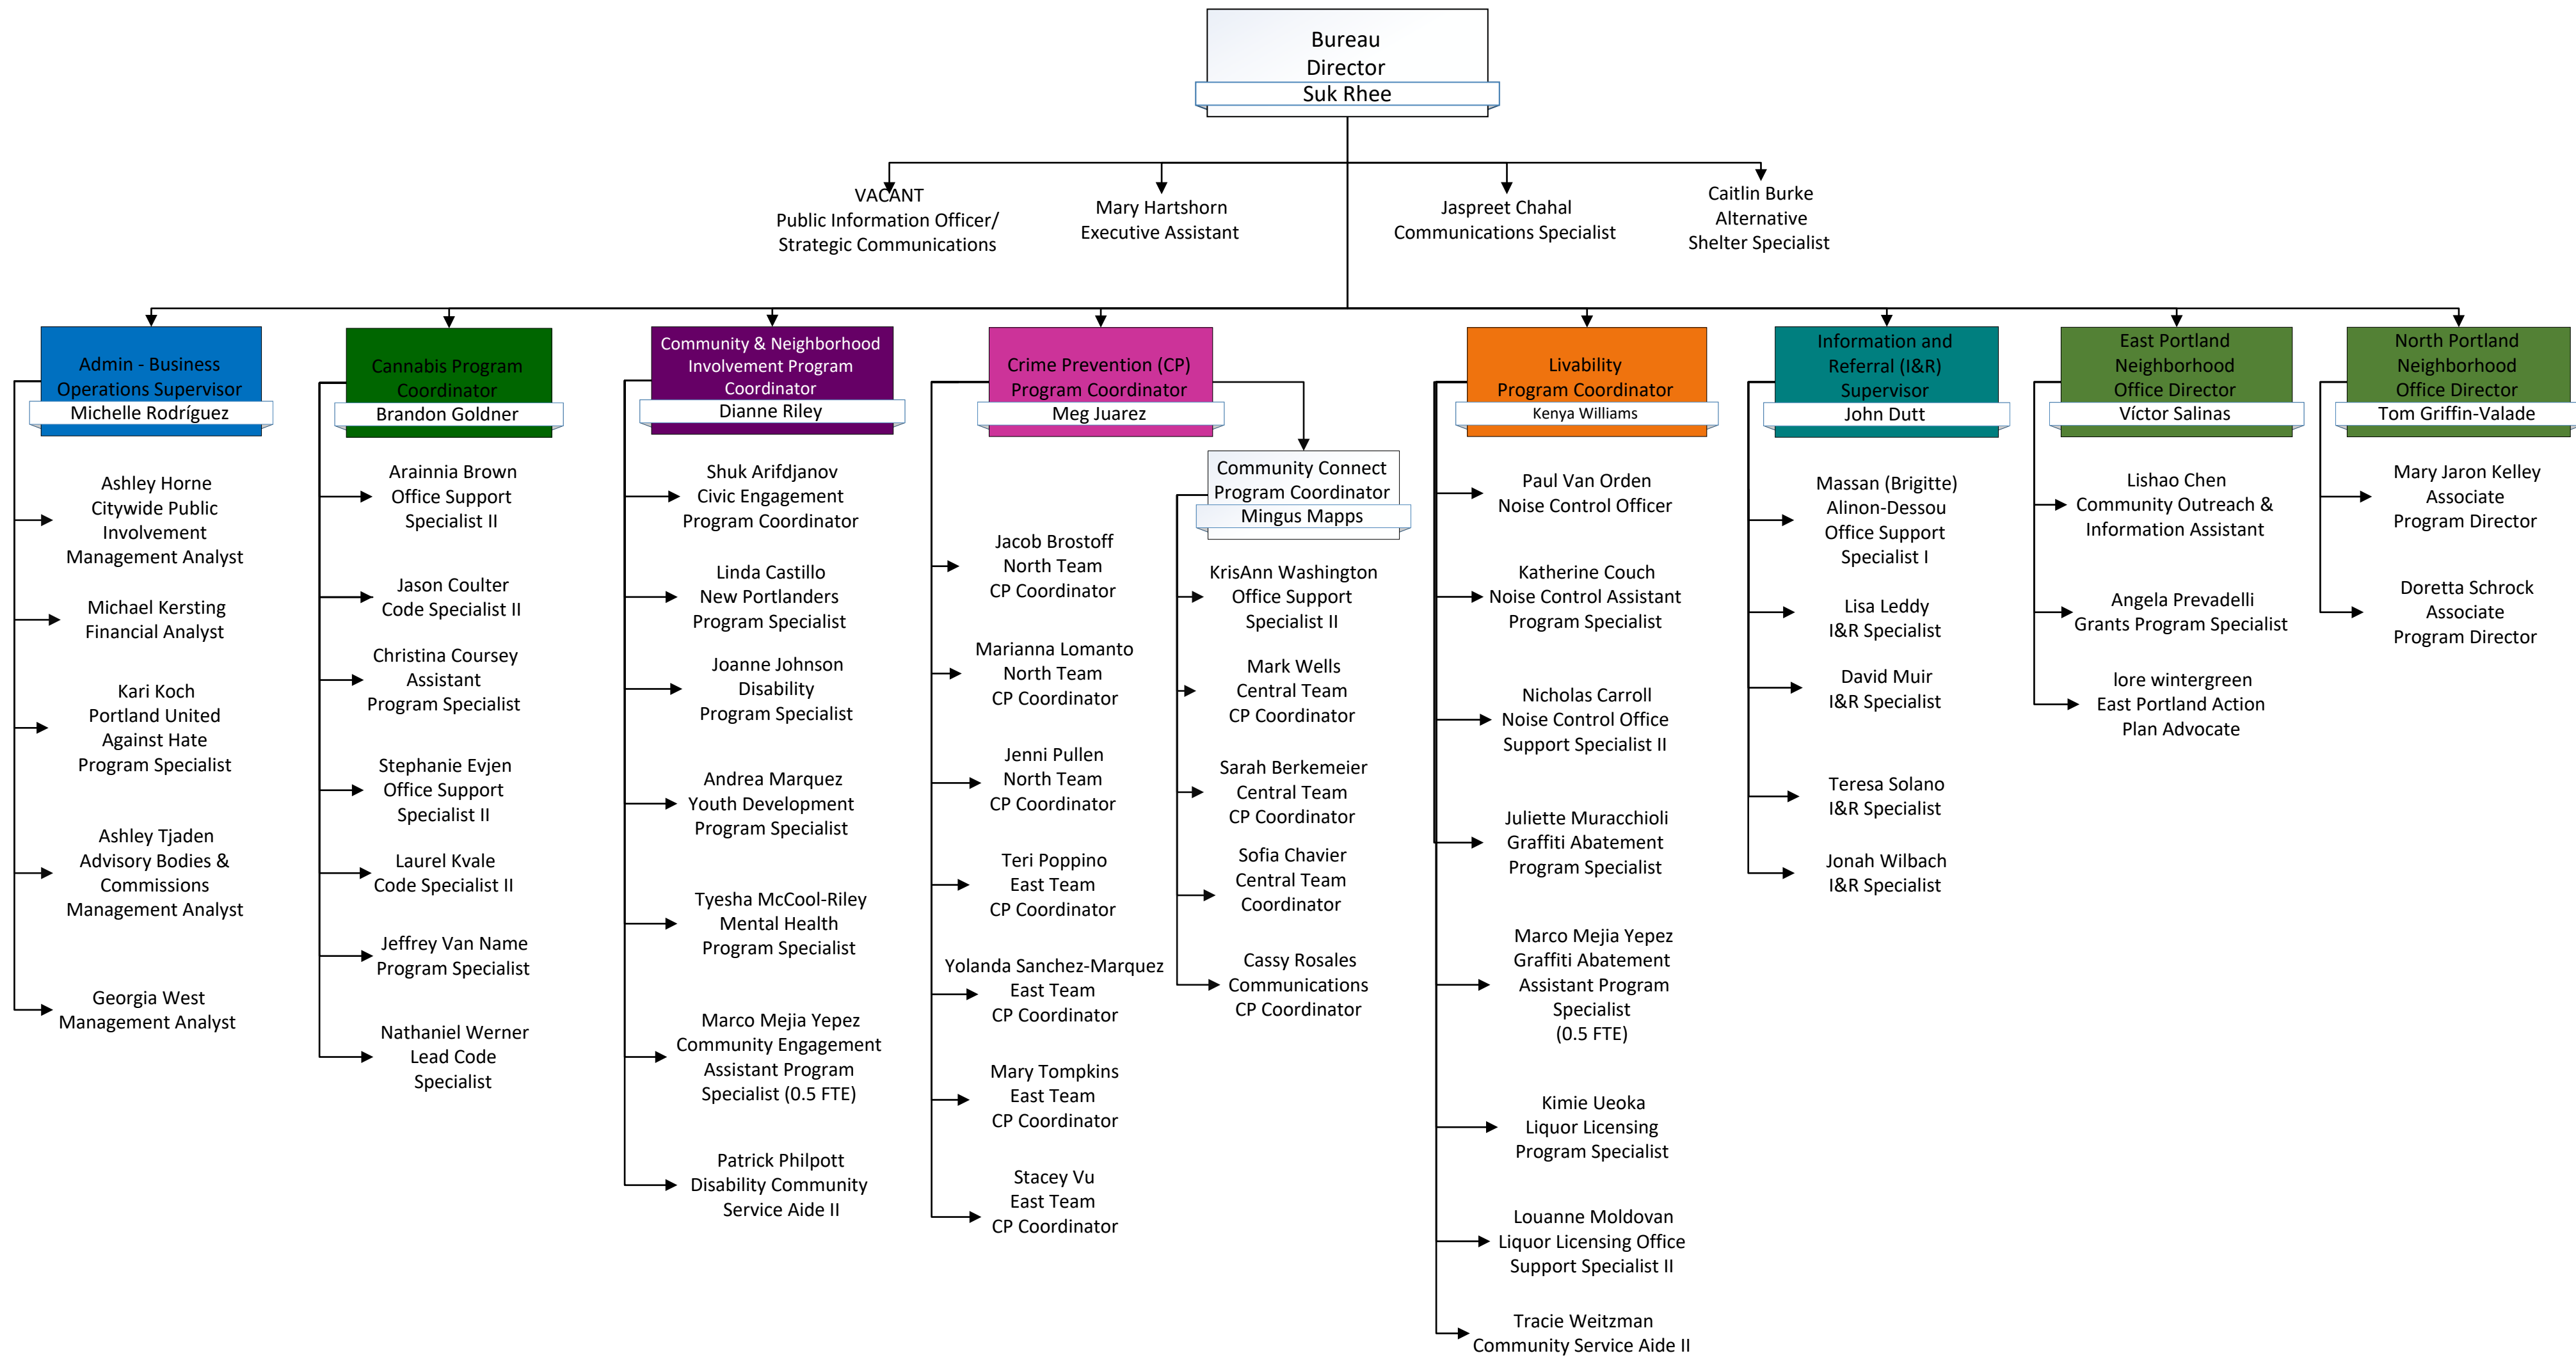 Bureau
Director
Suk Rhee
VACANT
Public Information Officer/
Strategic Communications
Mary Hartshorn
Executive Assistant
Jaspreet Chahal
Communications Specialist
Caitlin Burke
Alternative
Shelter Specialist
Admin - Business
Operations Supervisor
Michelle Rodríguez
Ashley Horne
Citywide Public
Involvement
Management Analyst
Michael Kersting
Financial Analyst
Kari Koch
Portland United
Against Hate
Program Specialist
Ashley Tjaden
Advisory Bodies &
Commissions
Management Analyst
Georgia West
Management Analyst
Cannabis Program
Coordinator
Brandon Goldner
Arainnia Brown
Office Support
Specialist II
Jason Coulter
Code Specialist II
Christina Coursey
Assistant
Program Specialist
Stephanie Evjen
Office Support
Specialist II
Laurel Kvale
Code Specialist II
Jeffrey Van Name
Program Specialist
Nathaniel Werner
Lead Code
Specialist
Community & Neighborhood
Involvement Program
Coordinator
Dianne Riley
Shuk Arifdjanov
Civic Engagement
Program Coordinator
Linda Castillo
New Portlanders
Program Specialist
Joanne Johnson
Disability
Program Specialist
Andrea Marquez
Youth Development
Program Specialist
Tyesha McCool-Riley
Mental Health
Program Specialist
Marco Mejia Yepez
Community Engagement
Assistant Program
Specialist (0.5 FTE)
Patrick Philpott
Disability Community
Service Aide II
Crime Prevention (CP)
Program Coordinator
Meg Juarez
Jacob Brostoff
North Team
CP Coordinator
Marianna Lomanto
North Team
CP Coordinator
Jenni Pullen
North Team
CP Coordinator
Teri Poppino
East Team
CP Coordinator
Yolanda Sanchez-Marquez
East Team
CP Coordinator
Mary Tompkins
East Team
CP Coordinator
Stacey Vu
East Team
CP Coordinator
Community Connect
Program Coordinator
Mingus Mapps
KrisAnn Washington
Office Support
Specialist II
Mark Wells
Central Team
CP Coordinator
Sarah Berkemeier
Central Team
CP Coordinator
Sofia Chavier
Central Team
Coordinator
Cassy Rosales
Communications
CP Coordinator
Livability
Program Coordinator
Kenya Williams
Paul Van Orden
Noise Control Officer
Katherine Couch
Noise Control Assistant
Program Specialist
Nicholas Carroll
Noise Control Office
Support Specialist II
Juliette Muracchioli
Graffiti Abatement
Program Specialist
Marco Mejia Yepez
Graffiti Abatement
Assistant Program
Specialist
(0.5 FTE)
Kimie Ueoka
Liquor Licensing
Program Specialist
Louanne Moldovan
Liquor Licensing Office
Support Specialist II
Tracie Weitzman
Community Service Aide II
Information and
Referral (I&R)
Supervisor
John Dutt
Massan (Brigitte)
Alinon-Dessou
Office Support
Specialist I
Lisa Leddy
I&R Specialist
David Muir
I&R Specialist
Teresa Solano
I&R Specialist
Jonah Wilbach
I&R Specialist
East Portland
Neighborhood
Office Director
Víctor Salinas
Lishao Chen
Community Outreach &
Information Assistant
Angela Prevadelli
Grants Program Specialist
lore wintergreen
East Portland Action
Plan Advocate
North Portland
Neighborhood
Office Director
Tom Griffin-Valade
Mary Jaron Kelley
Associate
Program Director
Doretta Schrock
Associate
Program Director